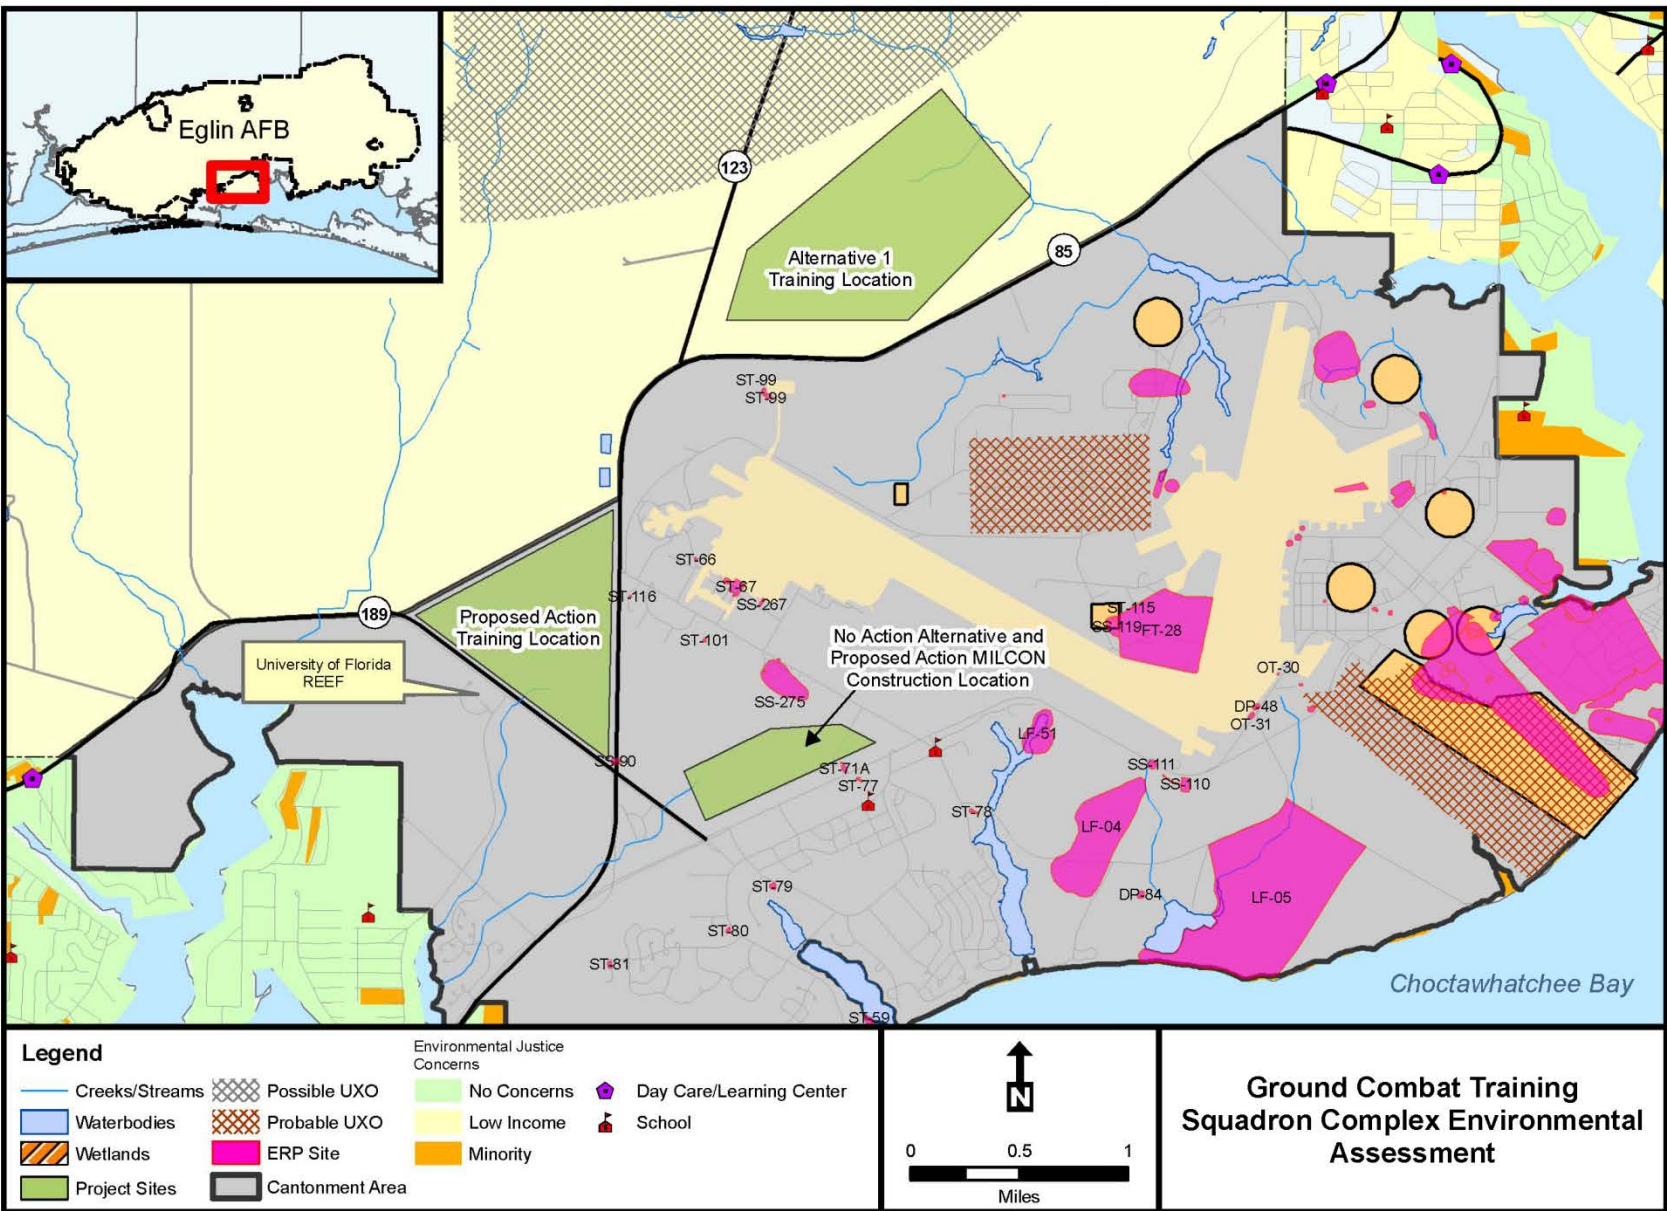 Eglin AFB
123
85
Alternative 1
Training Location
ST-99
ST-99
ST-66
ST-67
SS-267
ST-116
ST-101
189
Proposed Action
Training Location
University of Florida
REEF
No Action Alternative and
Proposed Action MILCON
Construction Location
ST-115
SS-119
FT-28
OT-30
DP-48
OT-31
SS-275
LF-51
SS-90
ST-71A
ST-77
SS-111
SS-110
ST-78
LF-04
ST-79
DP-84
LF-05
ST-80
ST-81
ST-59
Choctawhatchee Bay
Legend
Creeks/Streams
Waterbodies
Wetlands
Project Sites
Possible UXO
Probable UXO
ERP Site
Cantonment Area
Environmental Justice
Concerns
No Concerns
Low Income
Minority
Day Care/Learning Center
School
N
0 0.5 1
Miles
Ground Combat Training
Squadron Complex Environmental
Assessment